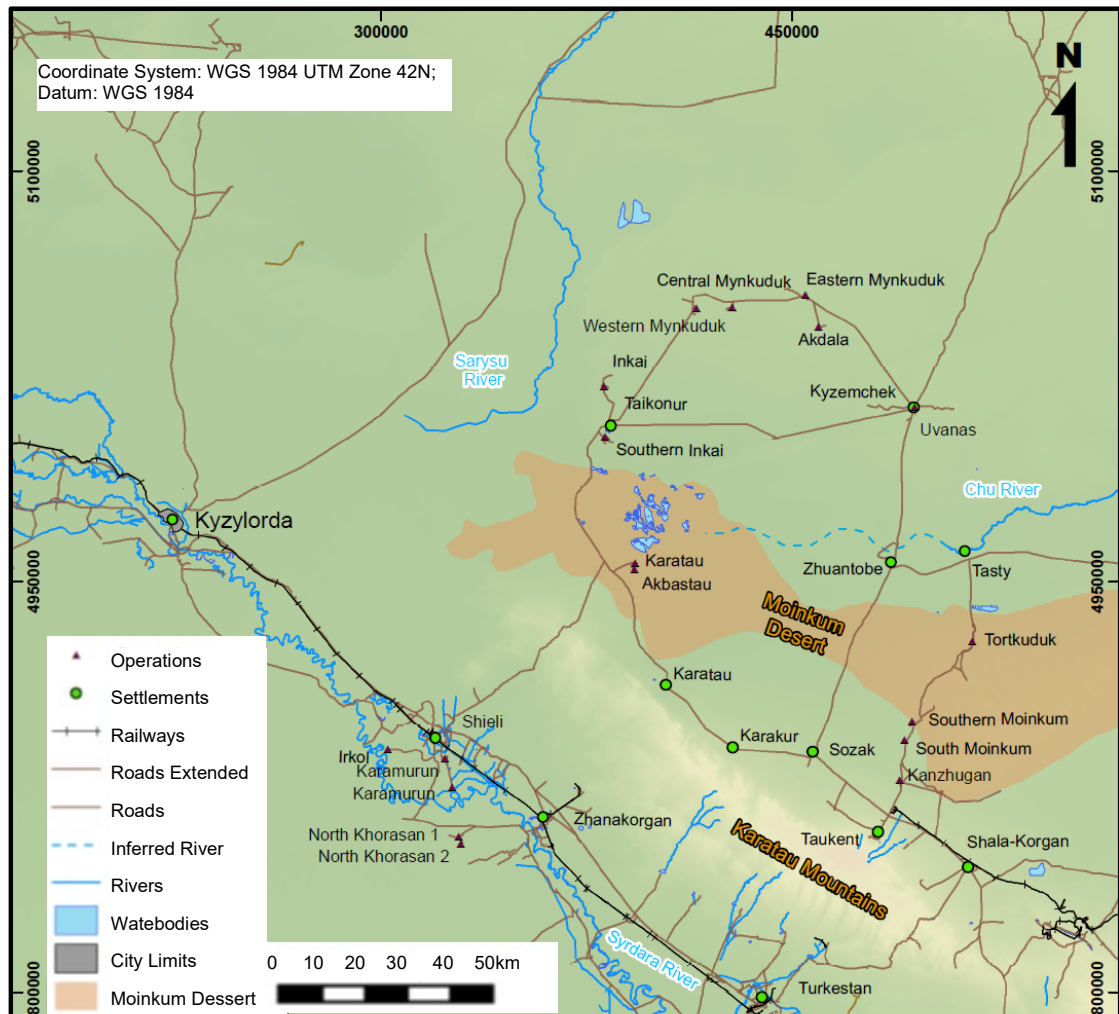 300000
450000
Coordinate System: WGS 1984 UTM Zone 42N;
Datum: WGS 1984
N
5100000
5100000
Central Mynkuduk
Eastern Mynkuduk
Western Mynkuduk
Akdala
Sarysu
River
Inkai
Taikonur
Kyzemchek
Uvanas
Southern Inkai
Chu River
Kyzylorda
Zhuantobe
Tasty
Karatau
Akbastau
4950000
4950000
Moinkum
Desert
Tortkuduk
Karatau
Southern Moinkum
South Moinkum
Karakur
Sozak
Kanzhugan
Shieli
Irkol
Karamurun
Karamurun
Zhanakorgan
North Khorasan 1
North Khorasan 2
Taukent
Shala-Korgan
Karatau Mountains
Syrdara River
Turkestan
Operations
Settlements
Railways
Roads Extended
Roads
Inferred River
Rivers
Watebodies
City Limits
Moinkum Dessert
0 10 20 30 40 50km
800000
800000